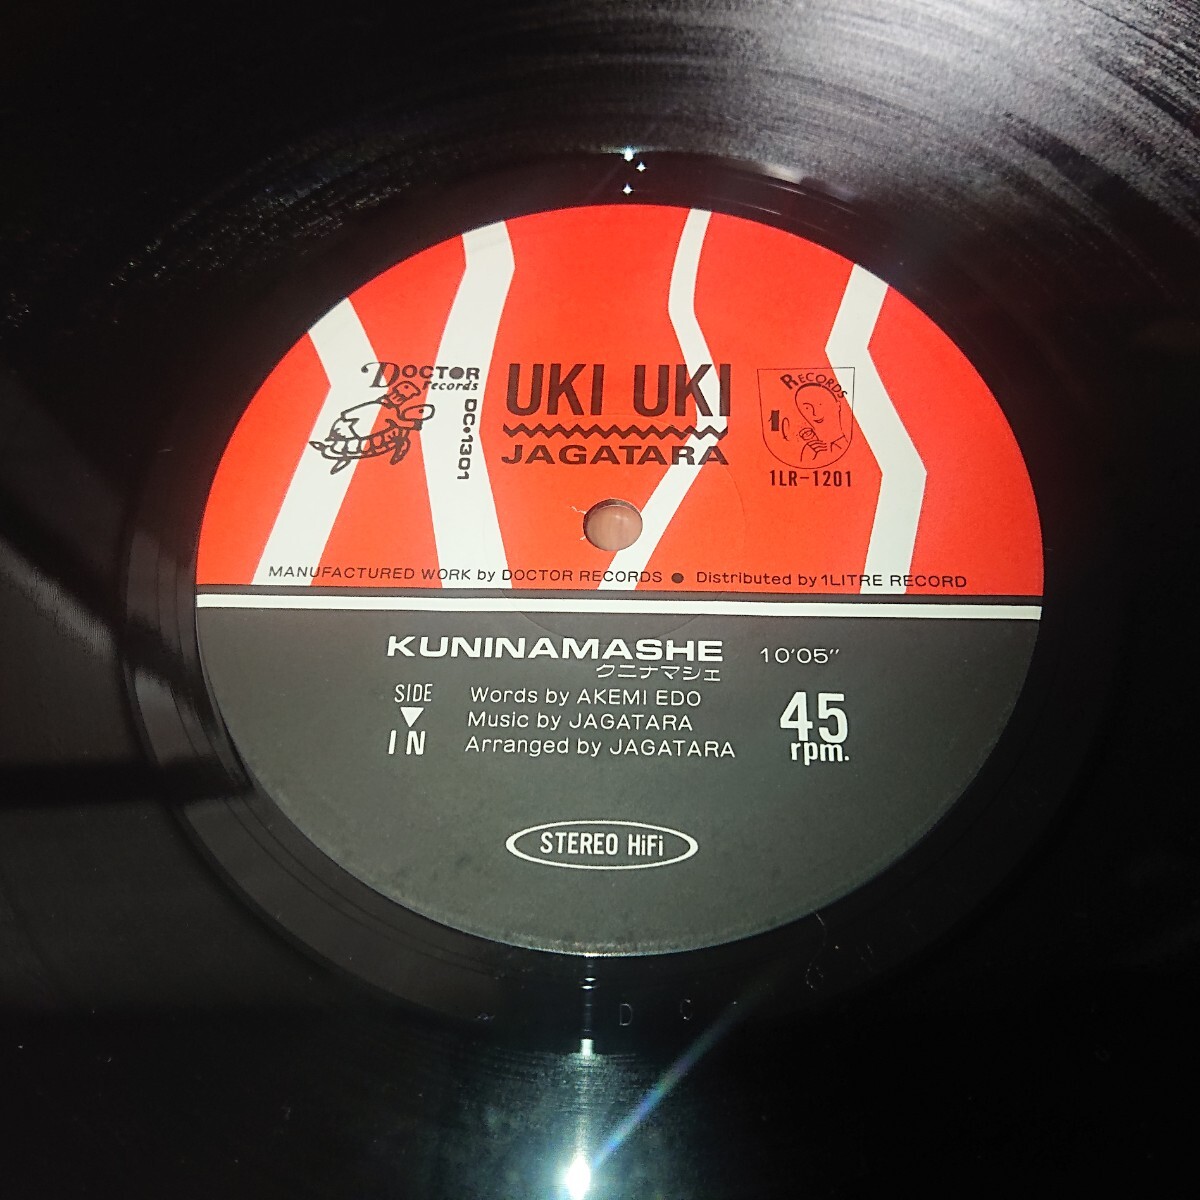 DOCTOR
records
DC•1301
UKI UKI
JAGATARA
RECORDS
1LR-1201
MANUFACTURED WORK by DOCTOR RECORDS ● Distributed by 1LITRE RECORD
KUNINAMASHE 10'05"
クニナマシェ
SIDE
IN
Words by AKEMI EDO
Music by JAGATARA
Arranged by JAGATARA
45
rpm.
STEREO HiFi
D C